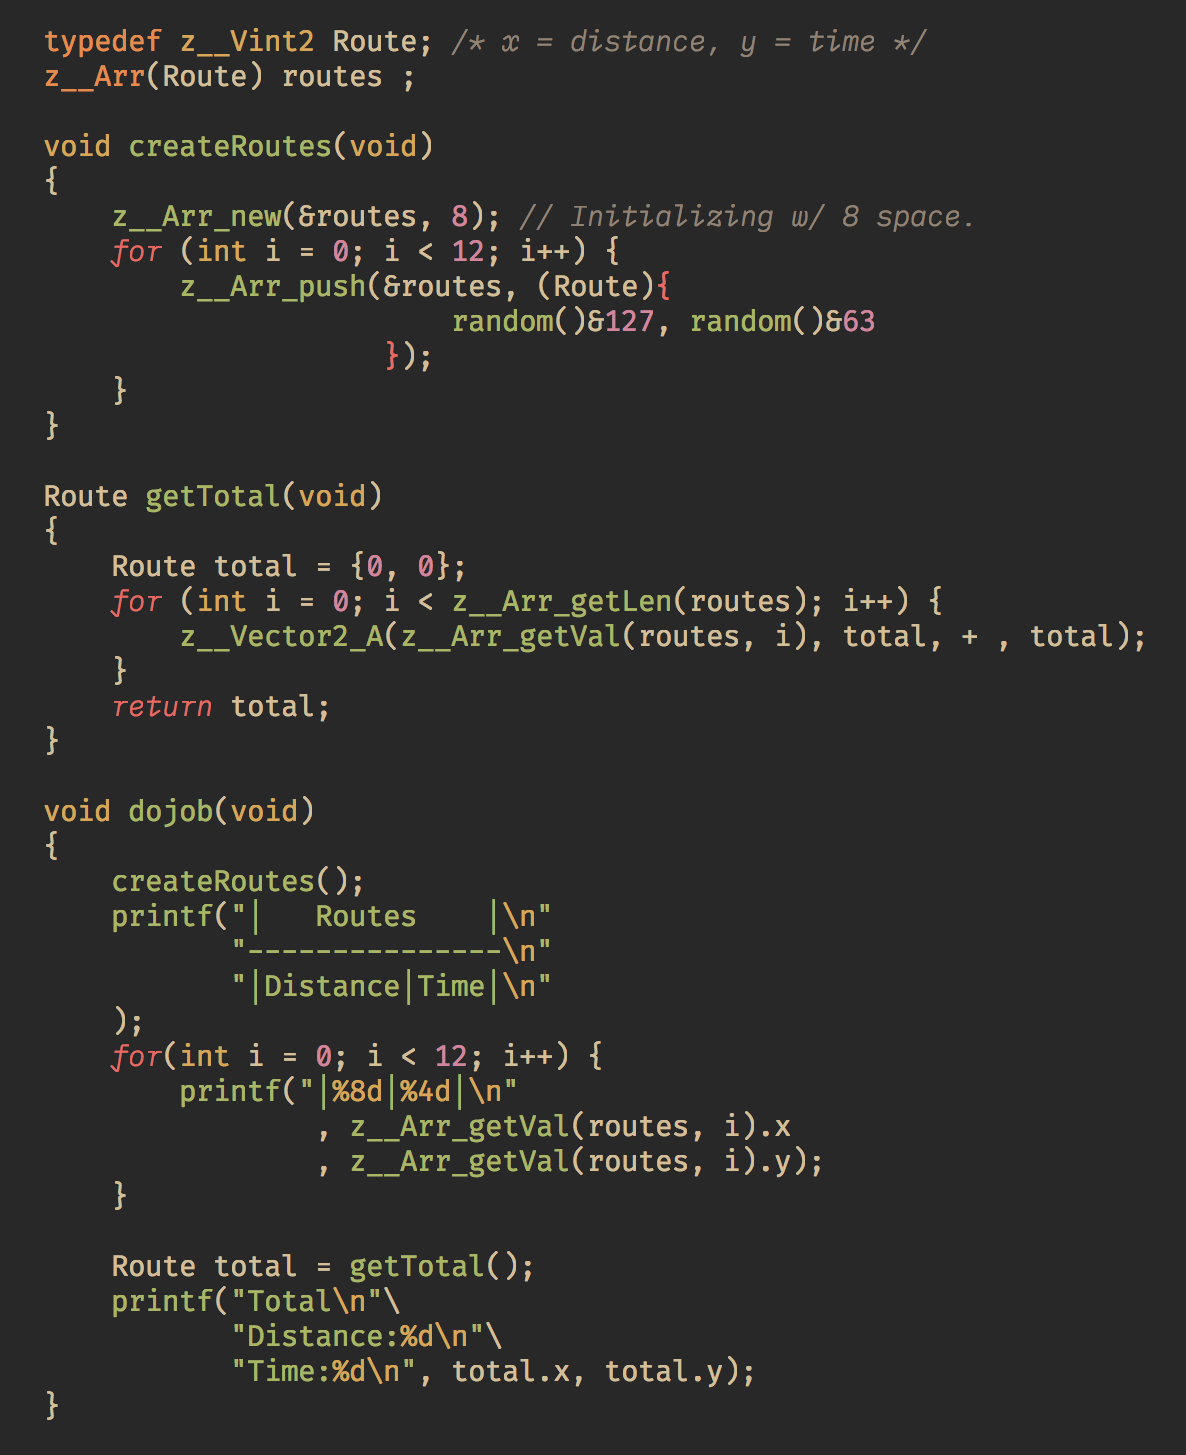 typedef z__Vint2 Route; /* x = distance, y = time */
z__Arr(Route) routes ;

void createRoutes(void)
{
    z__Arr_new(&routes, 8); // Initializing w/ 8 space.
    for (int i = 0; i < 12; i++) {
        z__Arr_push(&routes, (Route){
                        random()&127, random()&63
                    });
    }
}

Route getTotal(void)
{
    Route total = {0, 0};
    for (int i = 0; i < z__Arr_getLen(routes); i++) {
        z__Vector2_A(z__Arr_getVal(routes, i), total, + , total);
    }
    return total;
}

void dojob(void)
{
    createRoutes();
    printf("|   Routes    |\n"
           "---------------\n"
           "|Distance|Time|\n"
    );
    for(int i = 0; i < 12; i++) {
        printf("|%8d|%4d|\n"
                , z__Arr_getVal(routes, i).x
                , z__Arr_getVal(routes, i).y);
    }

    Route total = getTotal();
    printf("Total\n"\
           "Distance:%d\n"\
           "Time:%d\n", total.x, total.y);
}